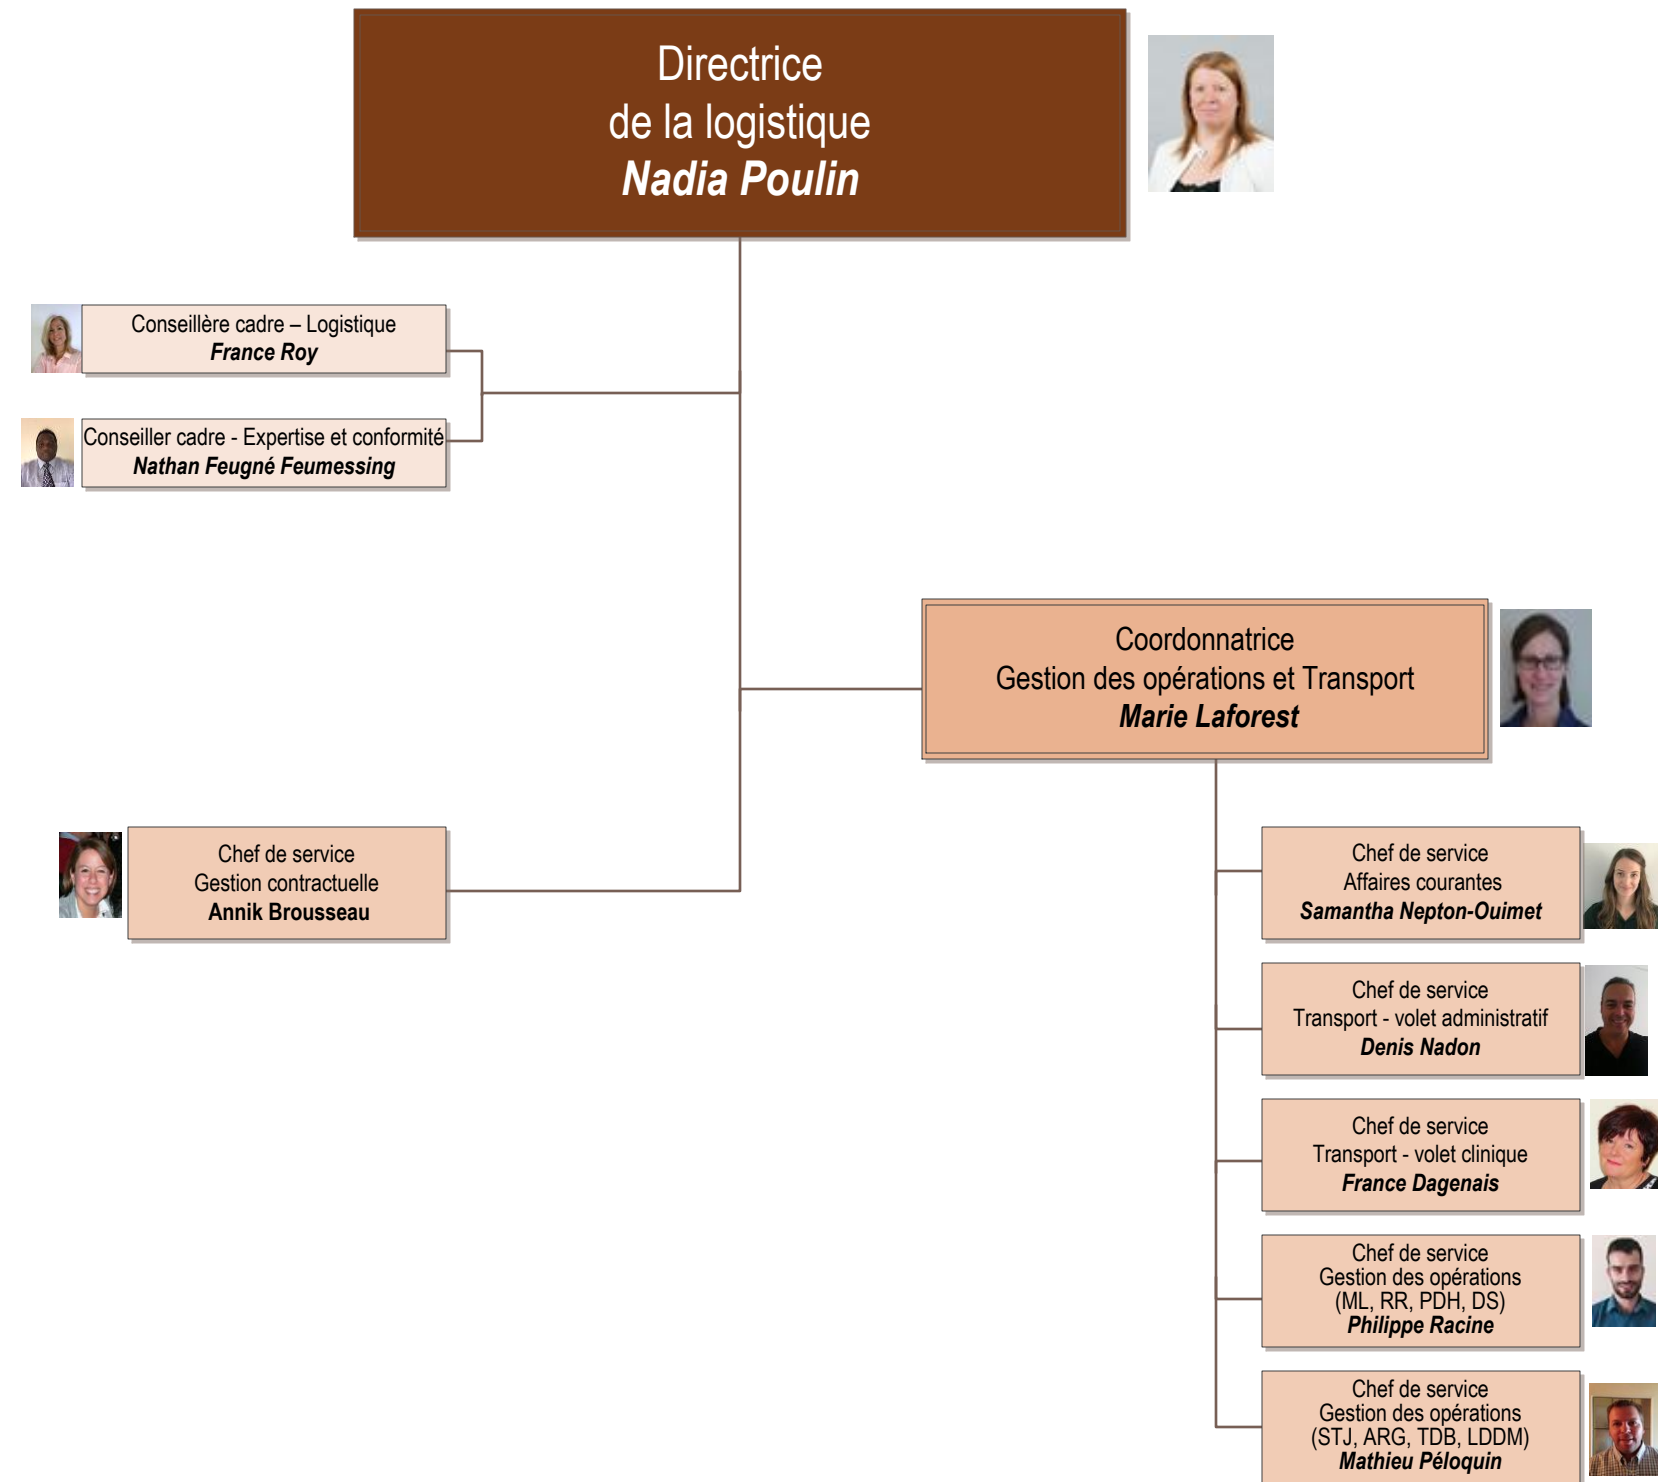 Directrice
de la logistique
Nadia Poulin
Conseillère cadre – Logistique
France Roy
Conseiller cadre - Expertise et conformité
Nathan Feugné Feumessing
Coordonnatrice
Gestion des opérations et Transport
Marie Laforest
Chef de service
Gestion contractuelle
Annik Brousseau
Chef de service
Affaires courantes
Samantha Nepton-Ouimet
Chef de service
Transport - volet administratif
Denis Nadon
Chef de service
Transport - volet clinique
France Dagenais
Chef de service
Gestion des opérations
(ML, RR, PDH, DS)
Philippe Racine
Chef de service
Gestion des opérations
(STJ, ARG, TDB, LDDM)
Mathieu Péloquin